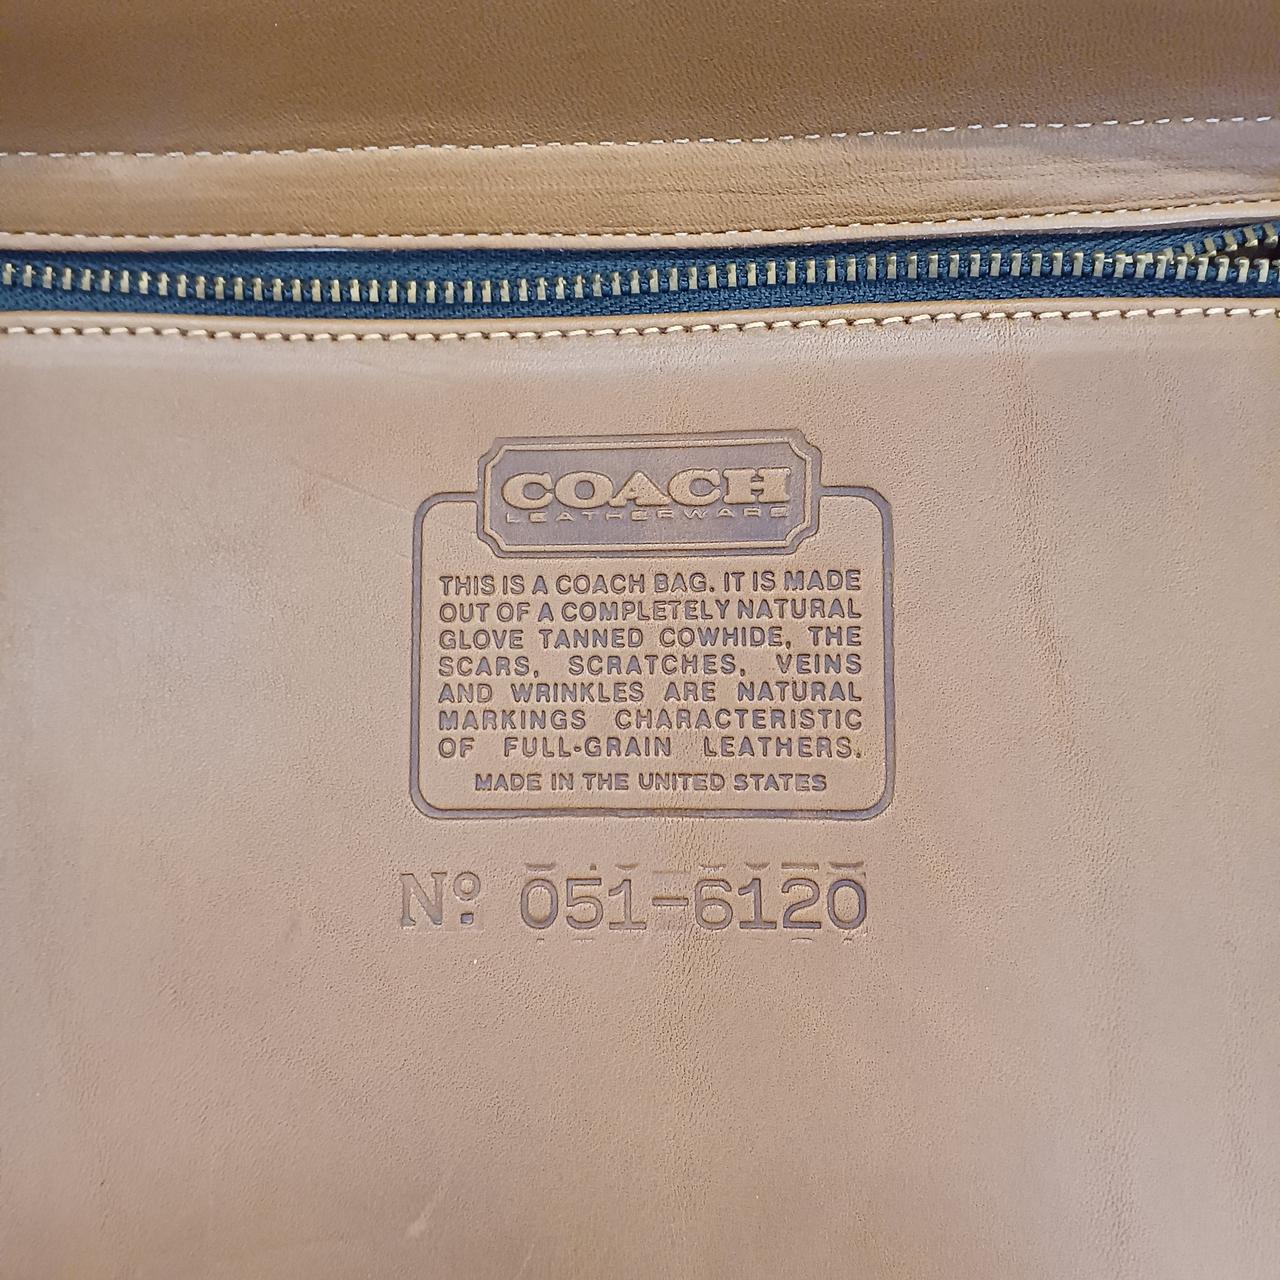 COACH
LEATHERWARE
THIS IS A COACH BAG. IT IS MADE
OUT OF A COMPLETELY NATURAL
GLOVE TANNED COWHIDE, THE
SCARS, SCRATCHES, VEINS
AND WRINKLES ARE NATURAL
MARKINGS CHARACTERISTIC
OF FULL-GRAIN LEATHERS.
MADE IN THE UNITED STATES
Nº 051-6120